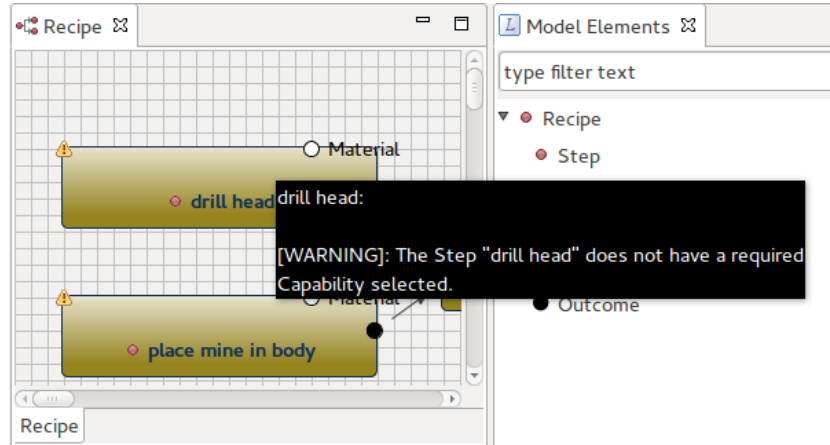 Recipe
Model Elements
type filter text
Recipe
Step
Material
drill head
drill head:
[WARNING]: The Step "drill head" does not have a required
Capability selected.
Material
Outcome
place mine in body
Recipe